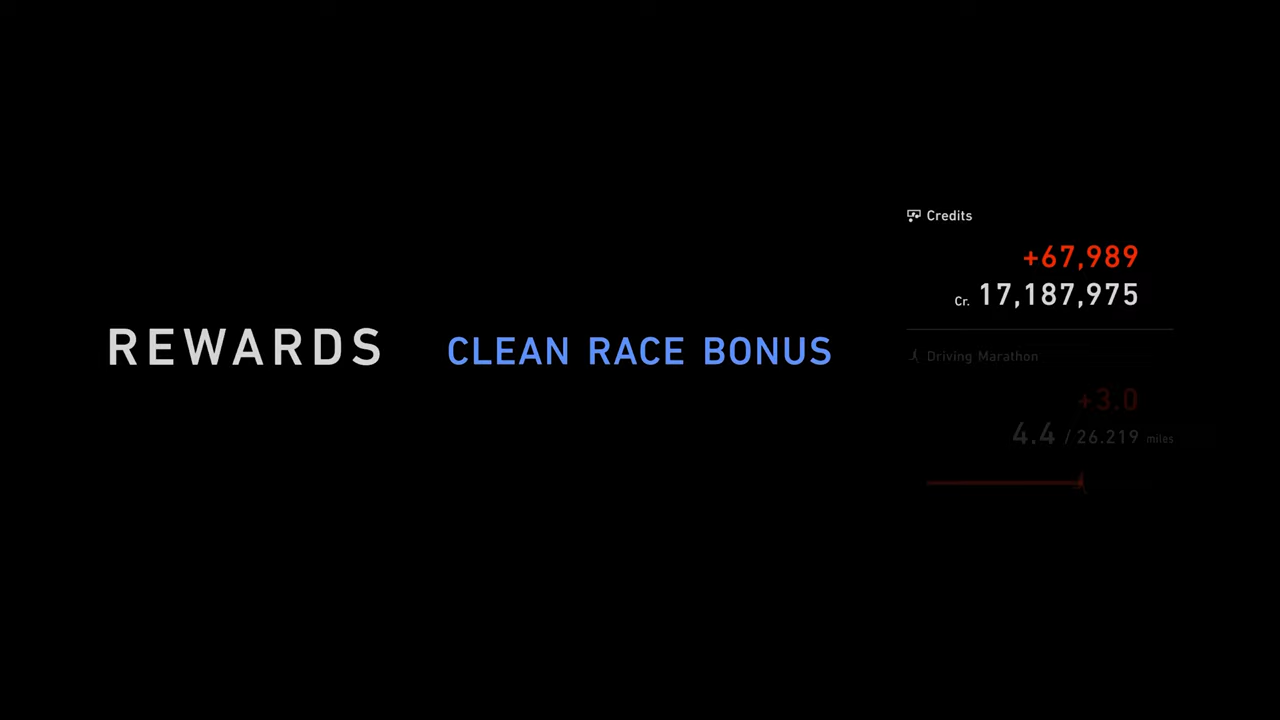 REWARDS
CLEAN RACE BONUS
Credits
+67,989
Cr. 17,187,975
Driving Marathon
+3.0
4.4 / 26.219 miles